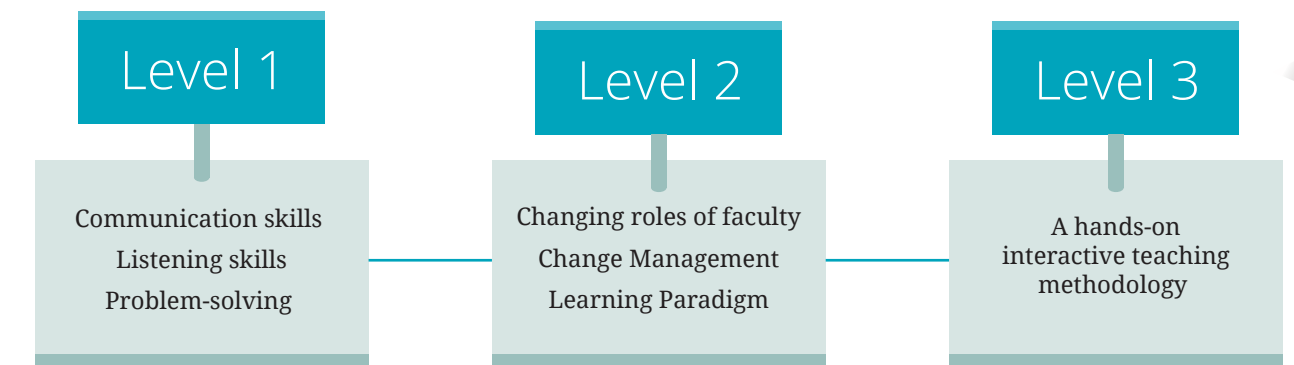 Level 1
Communication skills
Listening skills
Problem-solving
Level 2
Changing roles of faculty
Change Management
Learning Paradigm
Level 3
A hands-on
interactive teaching
methodology